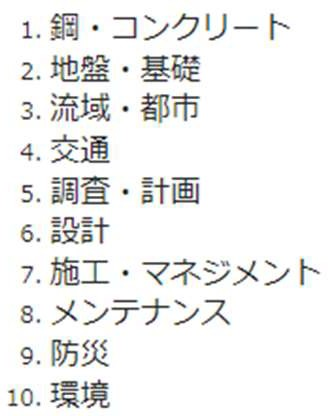 1. 鋼・コンクリート
2. 地盤・基礎
3. 流域・都市
4. 交通
5. 調査・計画
6. 設計
7. 施工・マネジメント
8. メンテナンス
9. 防災
10. 環境